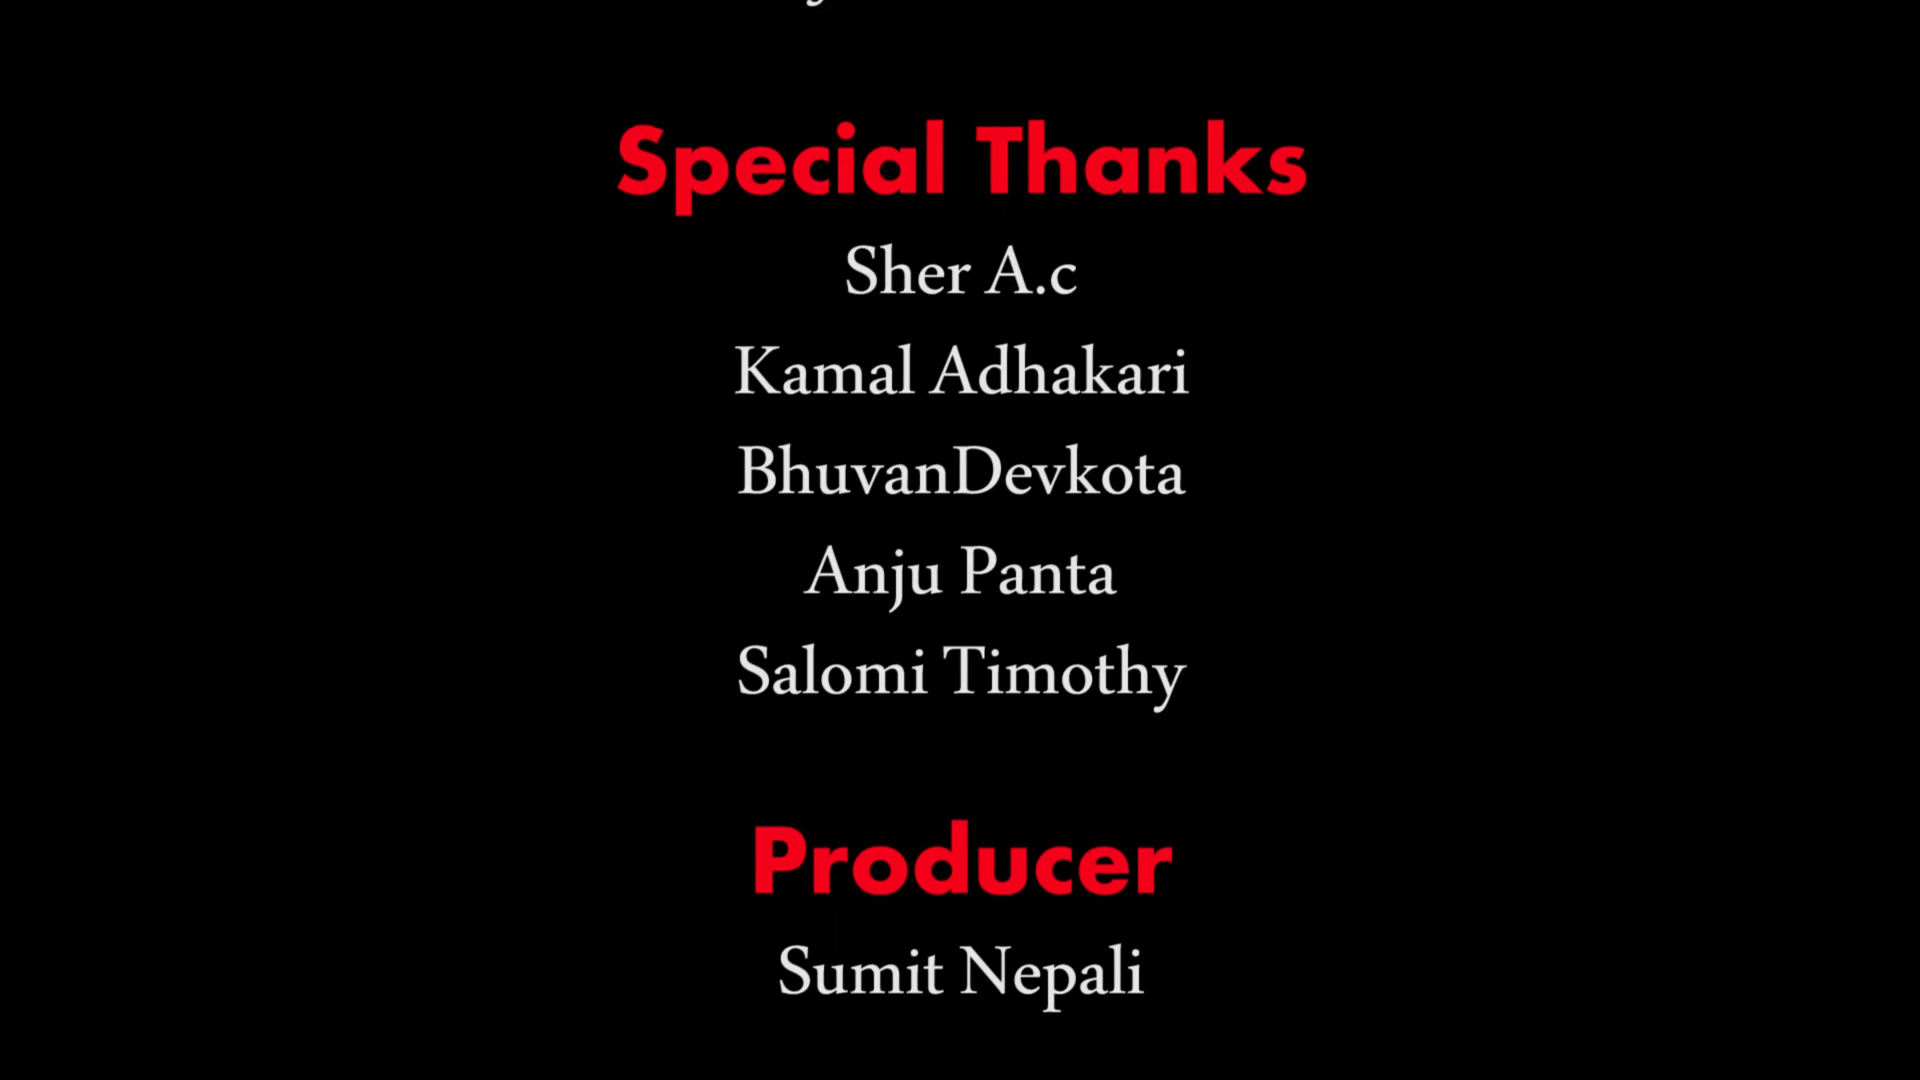 Special Thanks
Sher A.c
Kamal Adhakari
BhuvanDevkota
Anju Panta
Salomi Timothy
Producer
Sumit Nepali